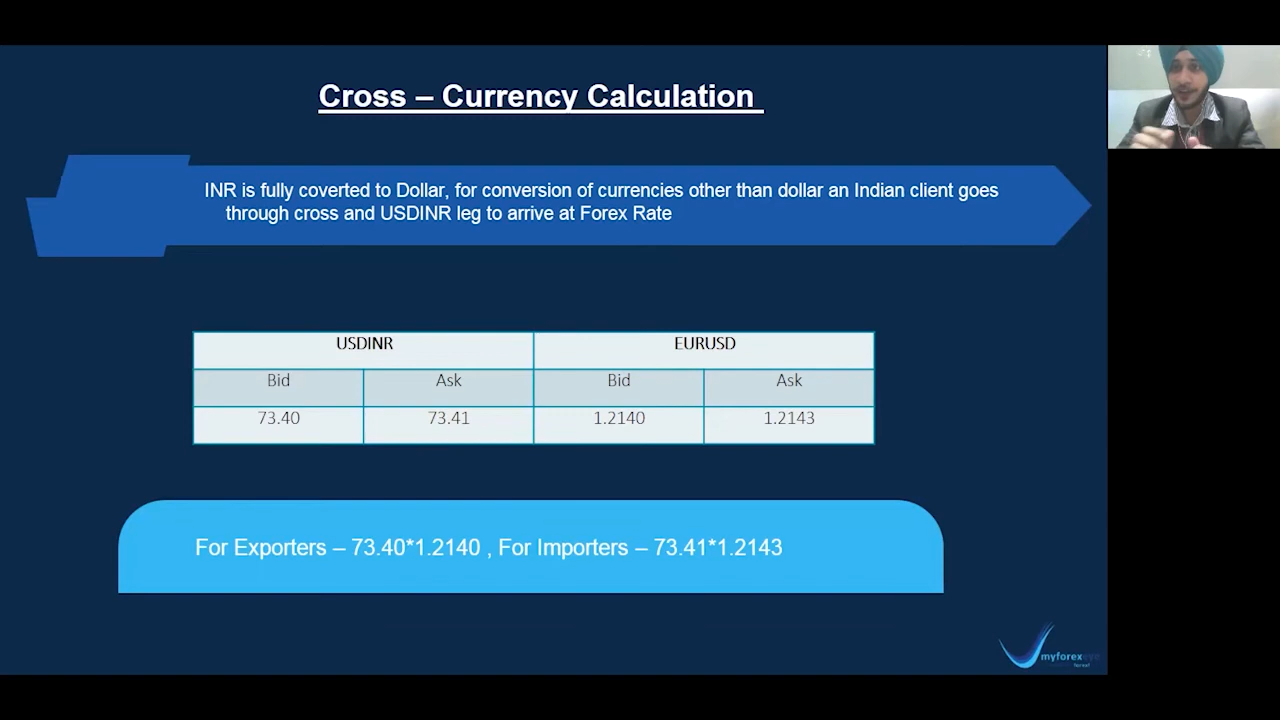 Cross – Currency Calculation
INR is fully coverted to Dollar, for conversion of currencies other than dollar an Indian client goes
through cross and USDINR leg to arrive at Forex Rate
USDINR EURUSD
Bid Ask Bid Ask
73.40 73.41 1.2140 1.2143
For Exporters – 73.40*1.2140 , For Importers – 73.41*1.2143
myforexeye